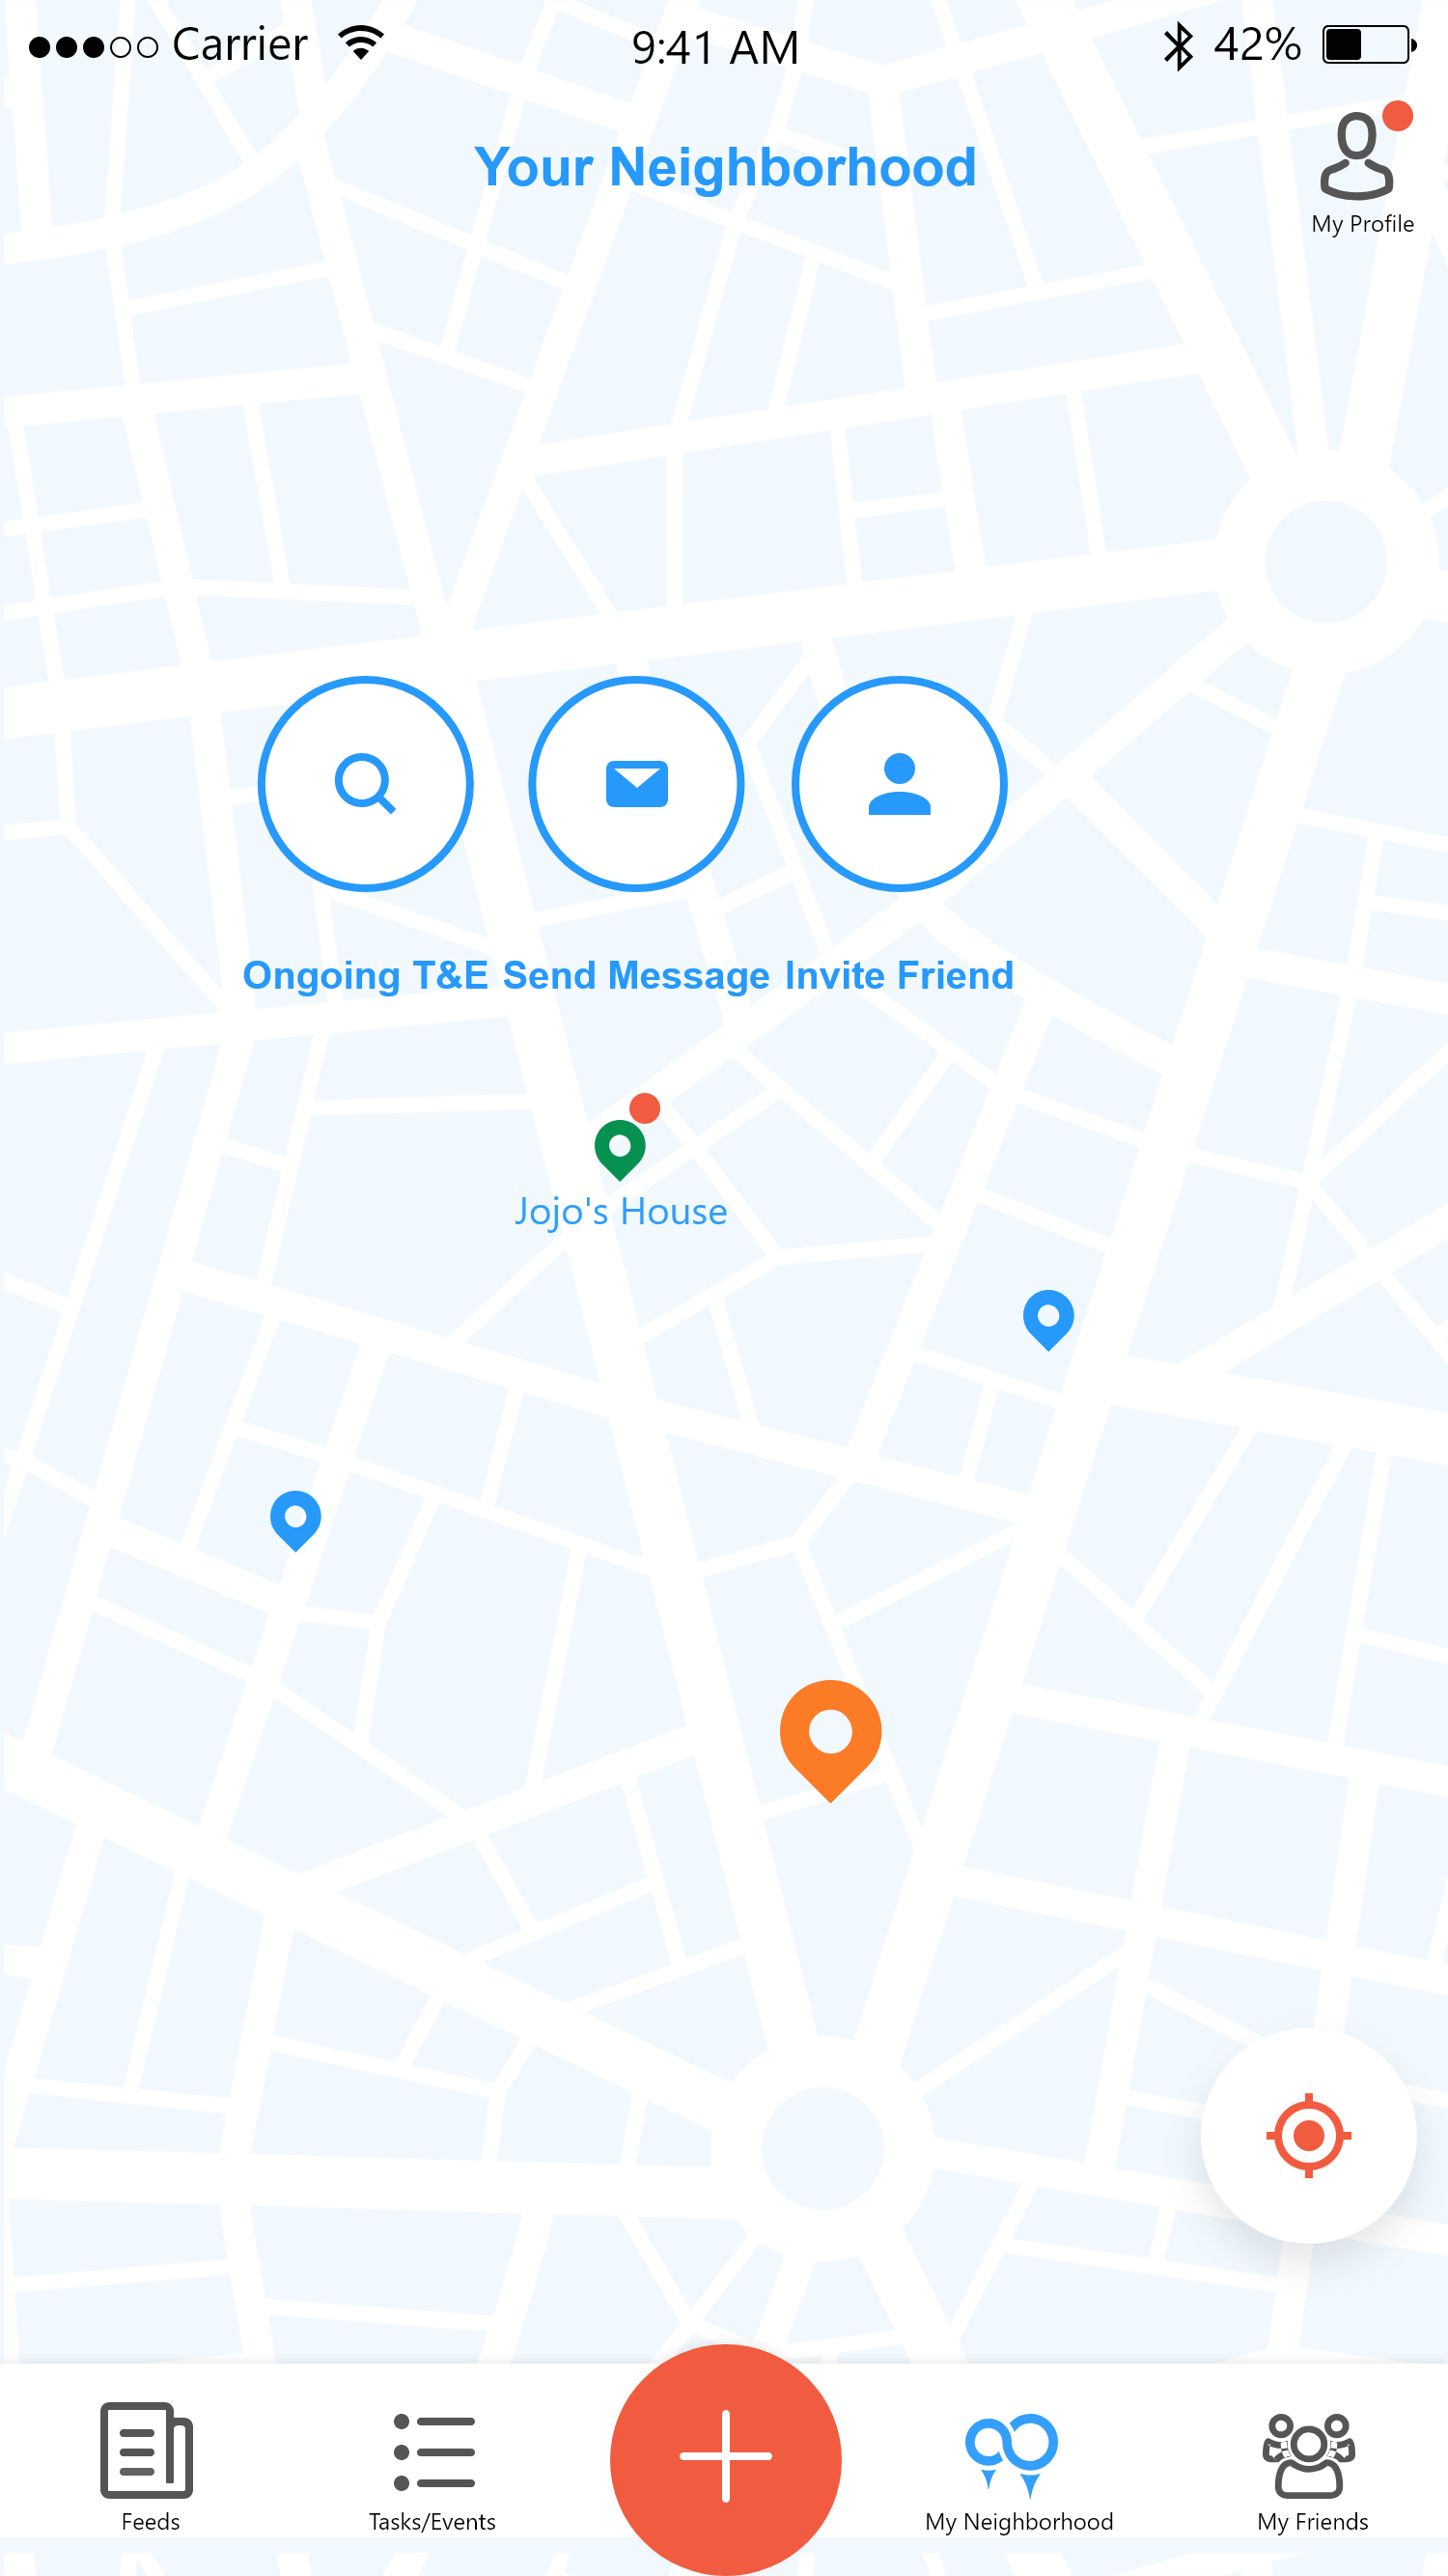 Carrier 9:41 AM 42%
Your Neighborhood
My Profile
Ongoing T&E Send Message Invite Friend
Jojo's House
Feeds Tasks/Events My Neighborhood My Friends